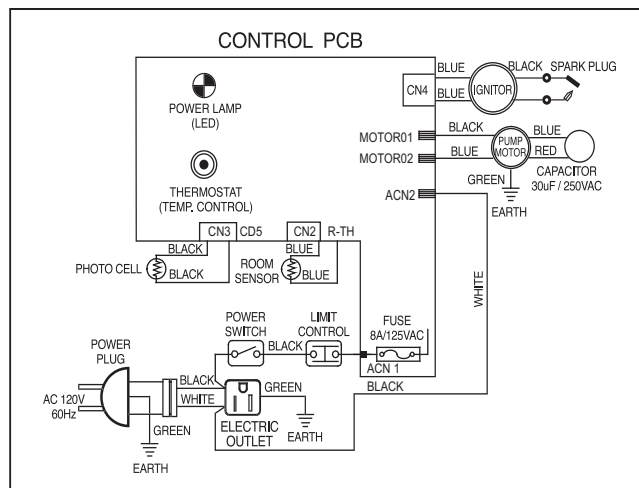 CONTROL PCB
POWER LAMP
(LED)
THERMOSTAT
(TEMP. CONTROL)
CN4
BLUE
BLUE
IGNITOR
BLACK
SPARK PLUG
MOTOR01
MOTOR02
BLACK
BLUE
PUMP
MOTOR
BLUE
RED
CAPACITOR
30uF / 250VAC
GREEN
EARTH
ACN2
WHITE
CN3
CD5
CN2
R-TH
BLACK
BLACK
PHOTO CELL
BLUE
BLUE
ROOM
SENSOR
POWER
SWITCH
BLACK
LIMIT
CONTROL
FUSE
8A/125VAC
ACN 1
BLACK
POWER
PLUG
AC 120V
60Hz
BLACK
WHITE
GREEN
EARTH
ELECTRIC
OUTLET
GREEN
EARTH